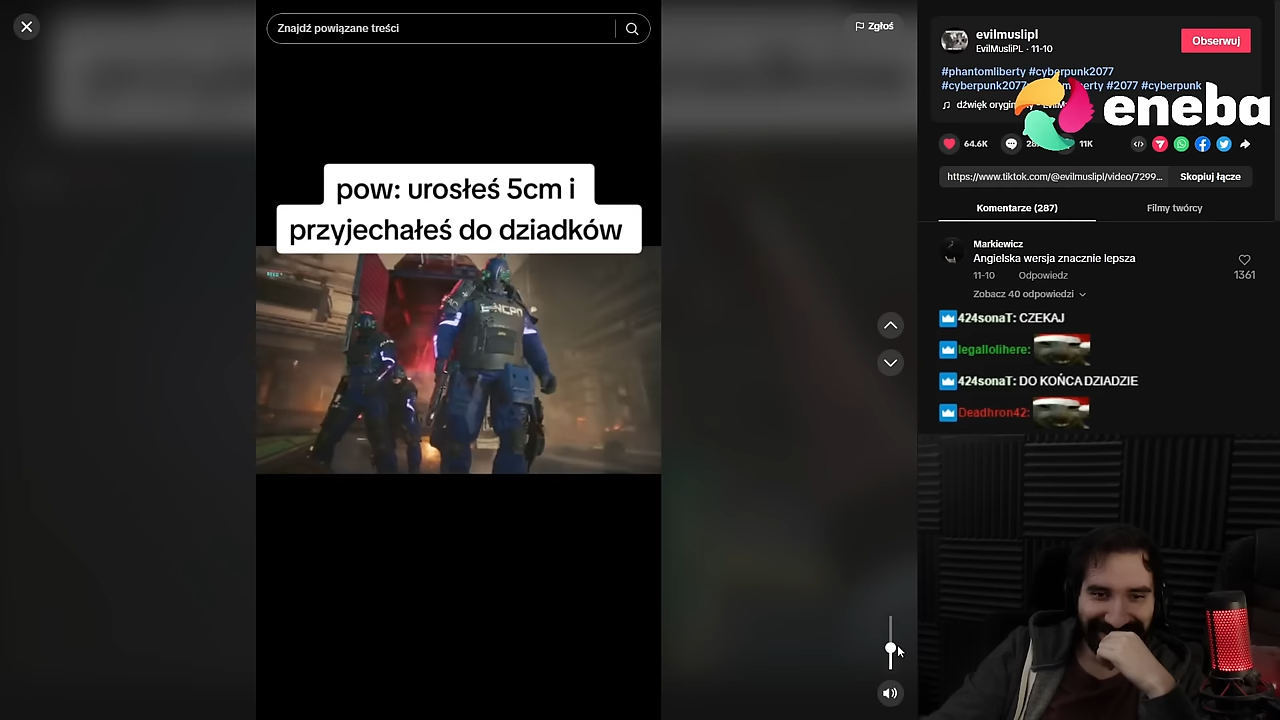 Znajdź powiązane treści
Zgłoś
pow: urosłeś 5cm i
przyjechałeś do dziadków
NCPD
evilmuslipl
EvilMusliPL · 11-10
Obserwuj
#phantomliberty #cyberpunk2077
#cyberpunk2077 #2077 #cyberpunk
dźwięk
eneba
64.6K
11K
https://www.tiktok.com/@evilmuslipl/video/7299...
Skopiuj łącze
Komentarze (287)
Filmy twórcy
Markiewicz
Angielska wersja znacznie lepsza
11-10 Odpowiedz
1361
Zobacz 40 odpowiedzi
424sonaT: CZEKAJ
legallolihere:
424sonaT: DO KOŃCA DZIADZIE
Deadhron42: